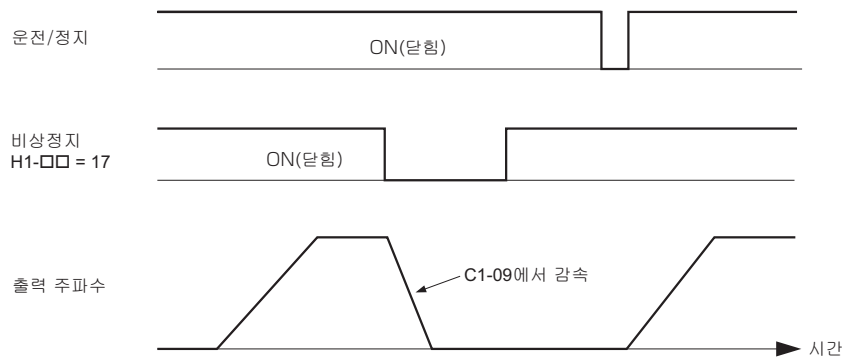 운전/정지
ON(닫힘)
비상정지
H1-□□ = 17
ON(닫힘)
출력 주파수
C1-09에서 감속
시간